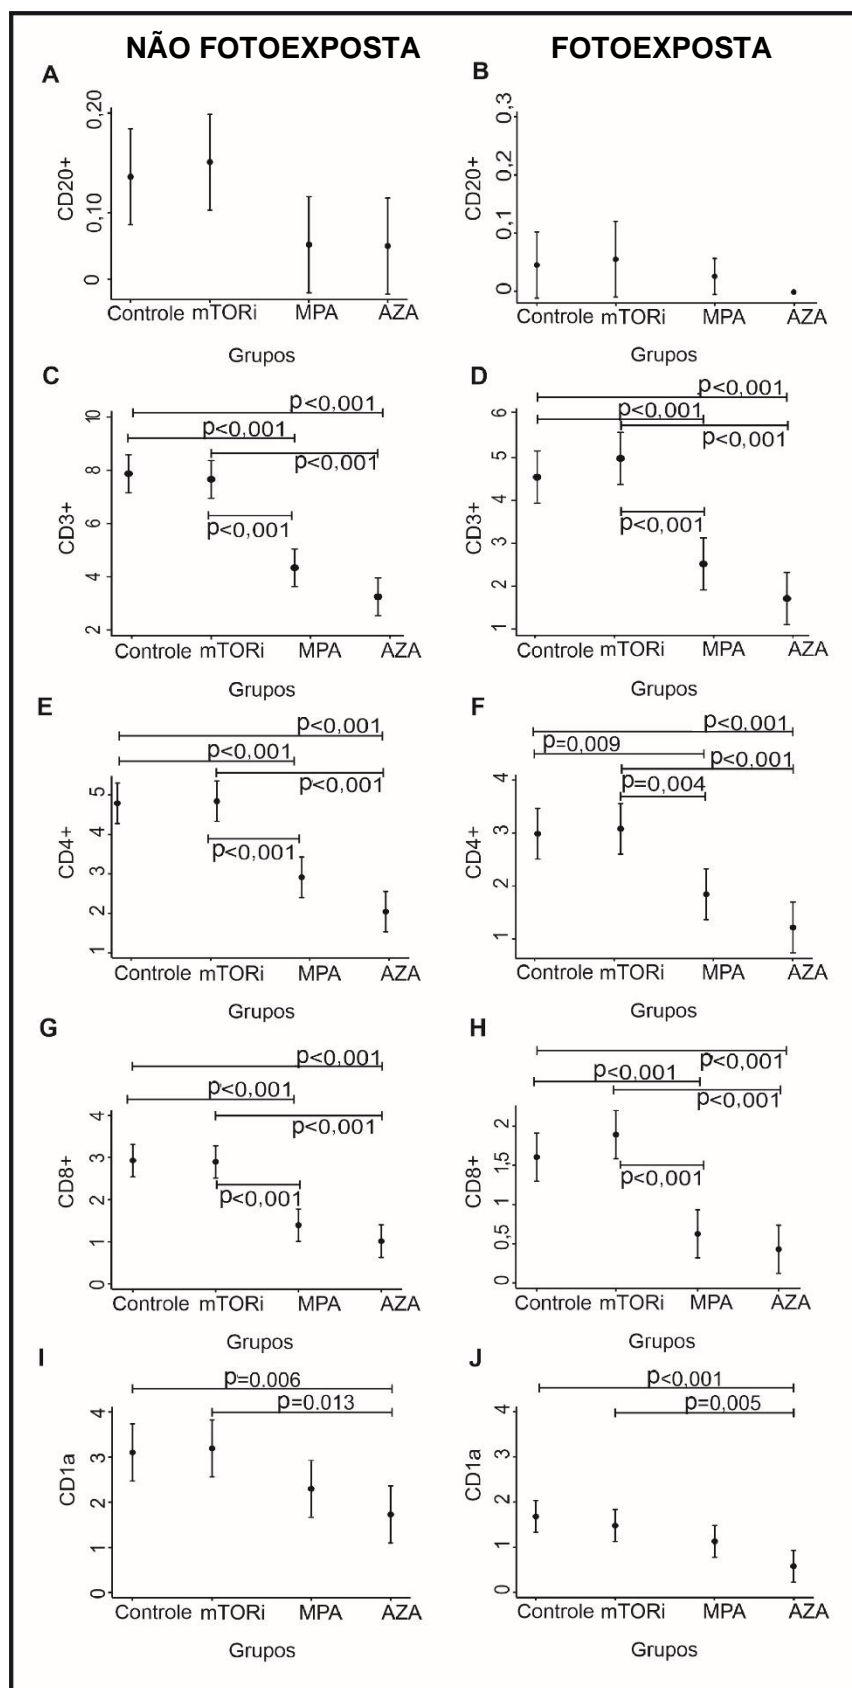 NÃO FOTOEXPOSTA
FOTOEXPOSTA
A
0,20
0,10
0
CD20+
Controle mTORi MPA AZA
Grupos
B
0,3
0,2
0,1
0
CD20+
Controle mTORi MPA AZA
Grupos
C
p<0,001
p<0,001
p<0,001
p<0,001
10
8
6
4
2
CD3+
Controle mTORi MPA AZA
Grupos
D
p<0,001
p<0,001
p<0,001
p<0,001
6
5
4
3
2
1
CD3+
Controle mTORi MPA AZA
Grupos
E
p<0,001
p<0,001
p<0,001
p<0,001
5
4
3
2
1
CD4+
Controle mTORi MPA AZA
Grupos
F
p<0,001
p=0,009
p<0,001
p=0,004
4
3
2
1
CD4+
Controle mTORi MPA AZA
Grupos
G
p<0,001
p<0,001
p<0,001
p<0,001
4
3
2
1
0
CD8+
Controle mTORi MPA AZA
Grupos
H
p<0,001
p<0,001
p<0,001
p<0,001
2
1,5
1
0,5
0
CD8+
Controle mTORi MPA AZA
Grupos
I
p=0.006
p=0.013
4
3
2
1
0
CD1a
Controle mTORi MPA AZA
Grupos
J
p<0,001
p=0,005
4
3
2
1
0
CD1a
Controle mTORi MPA AZA
Grupos